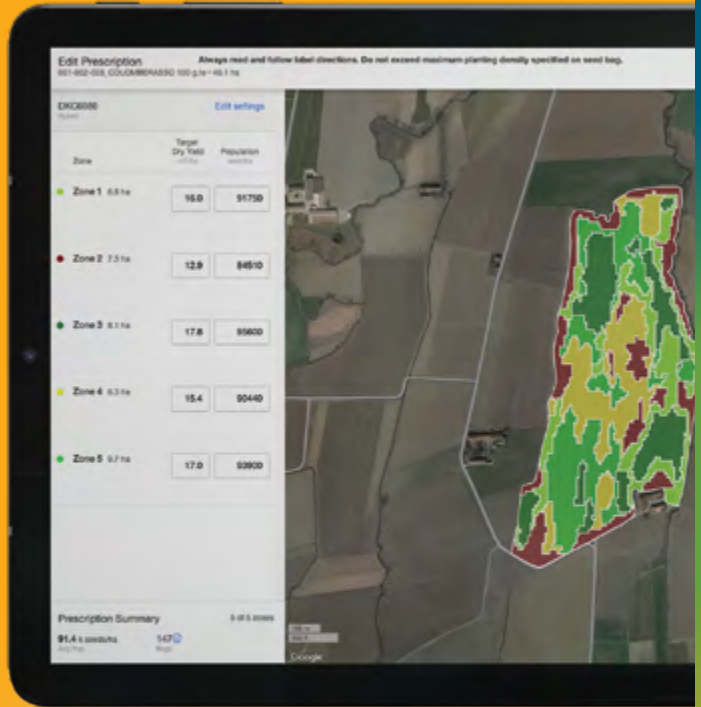 Edit Prescription
Always read and follow label directions. Do not exceed maximum planting density specified on seed bag.
Edit settings
Target
Dry Yield
Population
Zone
Zone 1
16.0
91750
Zone 2
12.9
84510
Zone 3
17.8
Zone 4
15.4
90440
Zone 5
17.0
93900
Prescription Summary
5 of 5 zones
91.4 k seeds/ha
147
Google